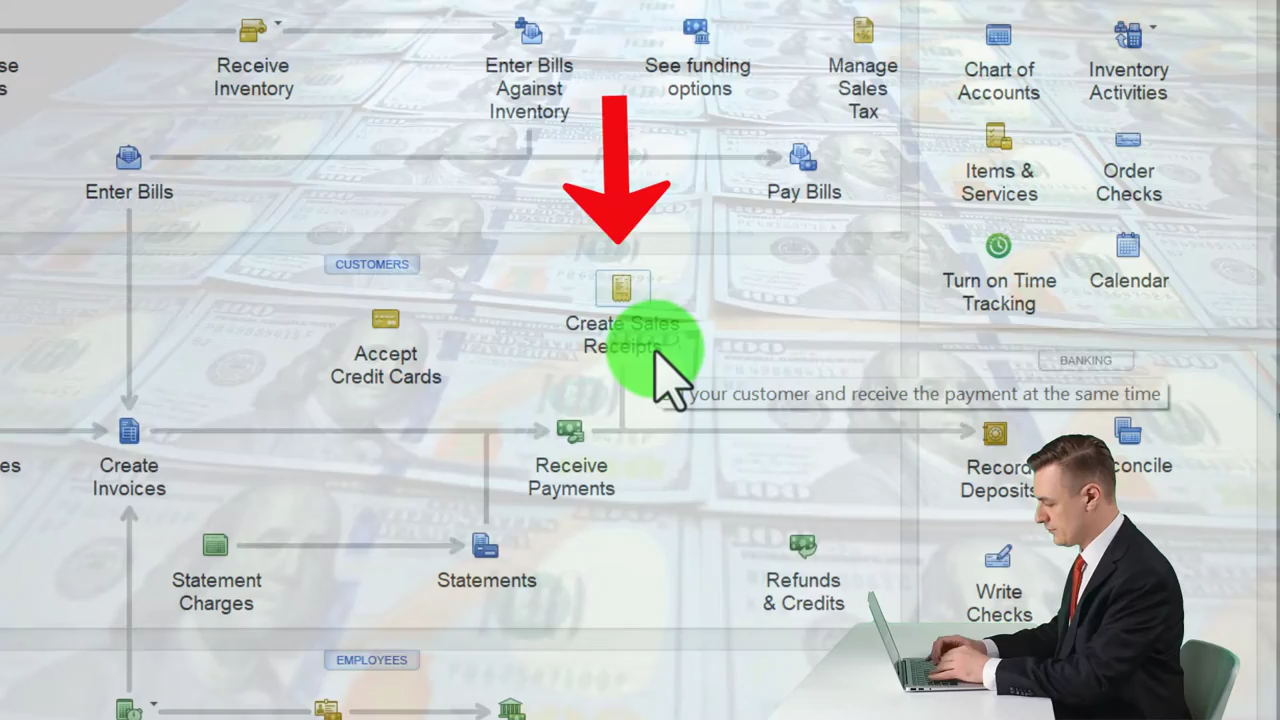 se
s
Receive
Inventory
Enter Bills
Against
Inventory
See funding
options
Manage
Sales
Tax
Chart of
Accounts
Inventory
Activities
Enter Bills
Pay Bills
Items &
Services
Order
Checks
Turn on Time
Tracking
Calendar
CUSTOMERS
Create Sales
Receipts
Accept
Credit Cards
BANKING
your customer and receive the payment at the same time
es
Create
Invoices
Receive
Payments
Record
Deposits
concile
Statement
Charges
Statements
Refunds
& Credits
Write
Checks
EMPLOYEES